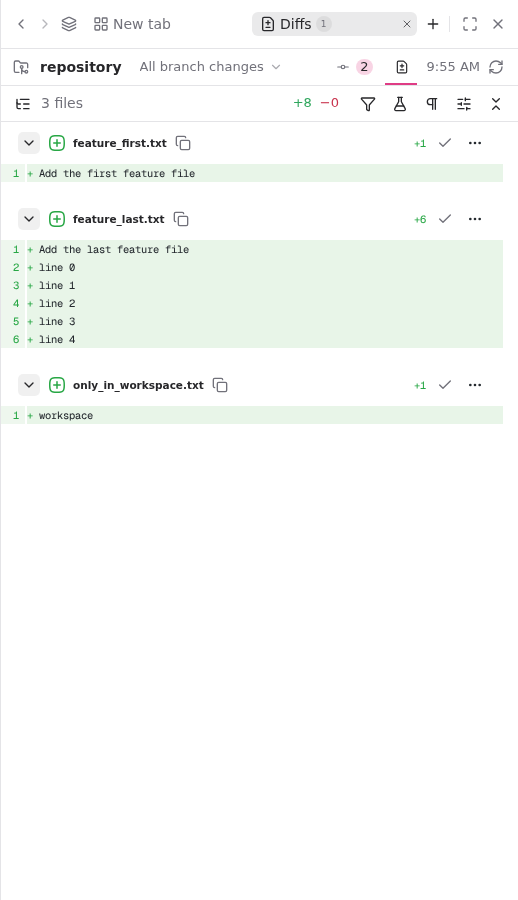 New tab
Diffs 1
repository All branch changes 2 9:55 AM
3 files +8 −0
feature_first.txt +1
1 + Add the first feature file
feature_last.txt +6
1 + Add the last feature file
2 + line 0
3 + line 1
4 + line 2
5 + line 3
6 + line 4
only_in_workspace.txt +1
1 + workspace